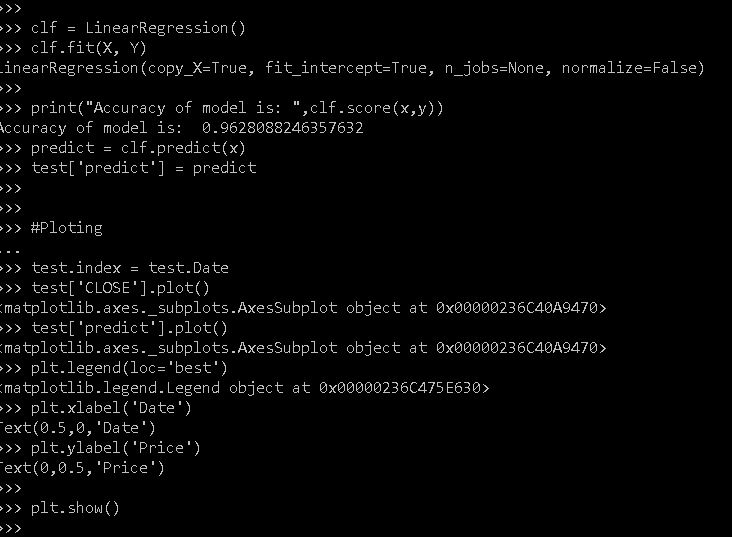 >>>
>>> clf = LinearRegression()
>>> clf.fit(X, Y)
LinearRegression(copy_X=True, fit_intercept=True, n_jobs=None, normalize=False)
>>>
>>> print("Accuracy of model is: ",clf.score(x,y))
Accuracy of model is:  0.9628088246357632
>>> predict = clf.predict(x)
>>> test['predict'] = predict
>>>
>>>
>>> #Ploting
...
>>> test.index = test.Date
>>> test['CLOSE'].plot()
<matplotlib.axes._subplots.AxesSubplot object at 0x00000236C40A9470>
>>> test['predict'].plot()
<matplotlib.axes._subplots.AxesSubplot object at 0x00000236C40A9470>
>>> plt.legend(loc='best')
<matplotlib.legend.Legend object at 0x00000236C475E630>
>>> plt.xlabel('Date')
Text(0.5,0,'Date')
>>> plt.ylabel('Price')
Text(0,0.5,'Price')
>>>
>>> plt.show()
>>>